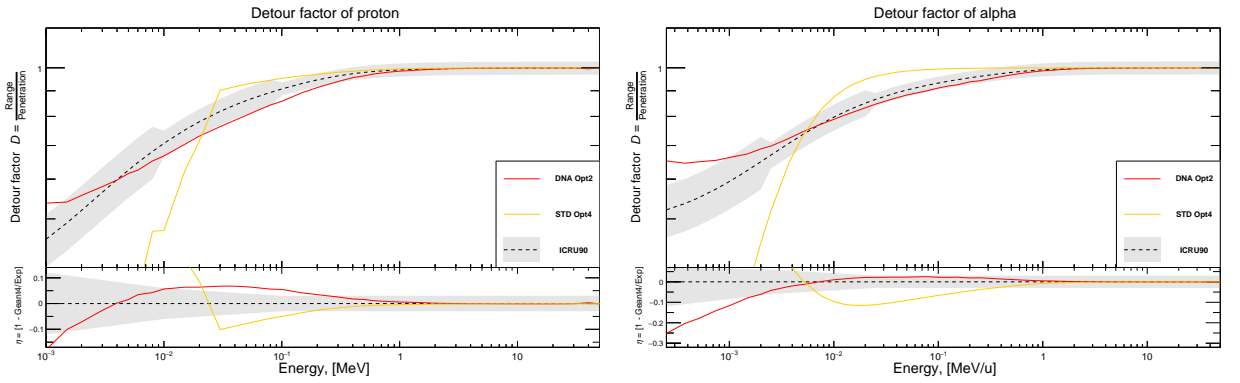 Detour factor of proton
Detour factor D = Range / Penetration
1
DNA Opt2
STD Opt4
ICRU90
η = [1 - Geant4/Exp]
0.1
0
−0.1
10⁻³ 10⁻² 10⁻¹ 1 10
Energy, [MeV]
Detour factor of alpha
Detour factor D = Range / Penetration
1
DNA Opt2
STD Opt4
ICRU90
η = [1 - Geant4/Exp]
0
−0.1
−0.2
−0.3
10⁻³ 10⁻² 10⁻¹ 1 10
Energy, [MeV/u]